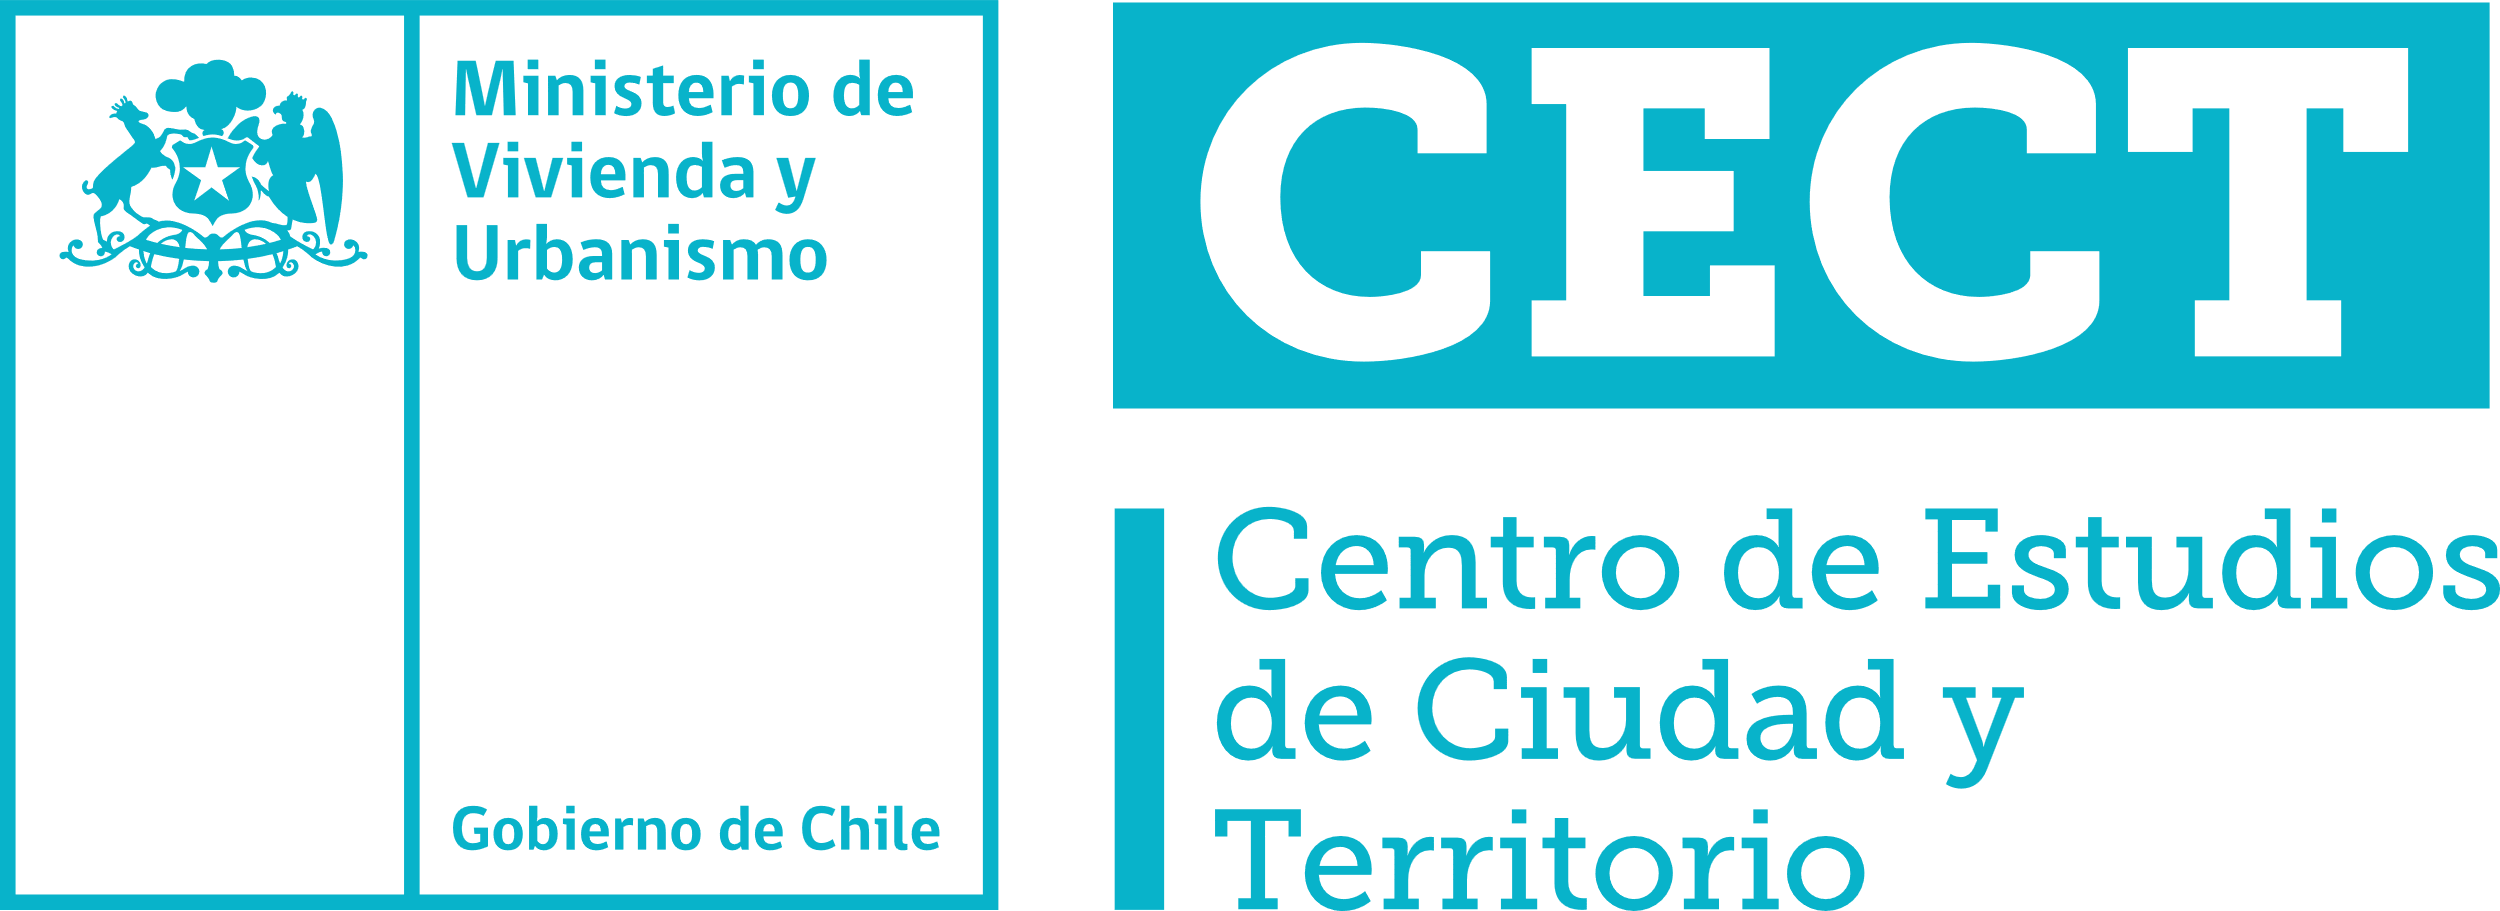 Ministerio de
Vivienda y
Urbanismo
Gobierno de Chile
CECT
Centro de Estudios
de Ciudad y
Territorio